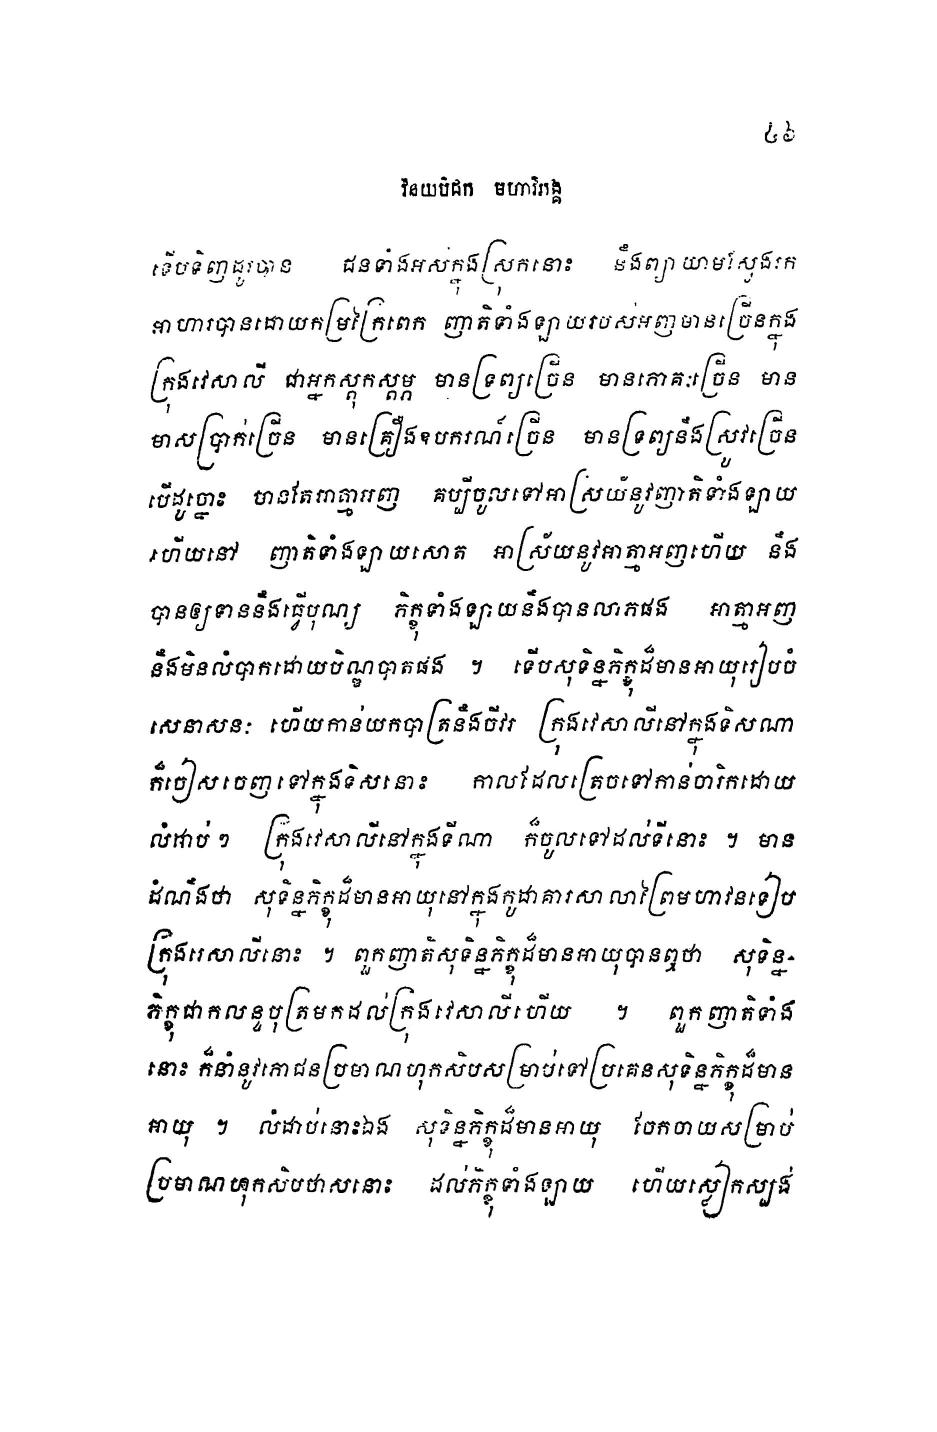 ៤៦
វិនយបិដក មហាវិភង្គ
ទើបទិញដូរបាន ជនទាំងអស់ក្នុងស្រុកនោះ នឹងព្យាយាមស្វែងរក
អាហារបានដោយកម្រក្រៃពេក ញាតិទាំងឡាយរបស់អញមានច្រើនក្នុង
ក្រុងវេសាលី ជាអ្នកស្តុកស្តម្ភ មានទ្រព្យច្រើន មានភោគៈច្រើន មាន
មាសប្រាក់ច្រើន មានគ្រឿងឧបករណ៍ច្រើន មានទ្រព្យនឹងស្រូវច្រើន
បើដូច្នោះ មានតែអាត្មាអញ គប្បីចូលទៅអាស្រ័យនូវញាតិទាំងឡាយ
ហើយនៅ ញាតិទាំងឡាយសោត អាស្រ័យនូវអាត្មាអញហើយ នឹង
បានឲ្យទាននឹងធ្វើបុណ្យ ភិក្ខុទាំងឡាយនឹងបានលាភផង អាត្មាអញ
នឹងមិនលំបាកដោយបិណ្ឌបាតផង ។ ទើបសុទិន្នភិក្ខុដ៏មានអាយុរៀបចំ
សេនាសនៈ ហើយកាន់យកបាត្រនឹងចីវរ ក្រុងវេសាលីនៅក្នុងទិសណា
ក៏ចៀសចេញទៅក្នុងទិសនោះ កាលដែលត្រេចទៅកាន់ចារិកដោយ
លំដាប់ៗ ក្រុងវេសាលីនៅក្នុងទីណា ក៏ចូលទៅដល់ទីនោះ ។ មាន
ដំណឹងថា សុទិន្នភិក្ខុដ៏មានអាយុនៅក្នុងកូដាគារសាលាព្រៃមហាវនទៀប
ក្រុងវេសាលីនោះ ។ ពួកញាតិសុទិន្នភិក្ខុដ៏មានអាយុបានឮថា សុទិន្ន-
ភិក្ខុជាកលន្ទបុត្រមកដល់ក្រុងវេសាលីហើយ ។ ពួកញាតិទាំង
នោះ ក៏នាំនូវភោជនប្រមាណហុកសិបសម្រាប់ទៅប្រគេនសុទិន្នភិក្ខុដ៏មាន
អាយុ ។ លំដាប់នោះឯង សុទិន្នភិក្ខុដ៏មានអាយុ ចែកចាយសម្រាប់
ប្រមាណហុកសិបថាសនោះ ដល់ភិក្ខុទាំងឡាយ ហើយស្លៀកស្បង់